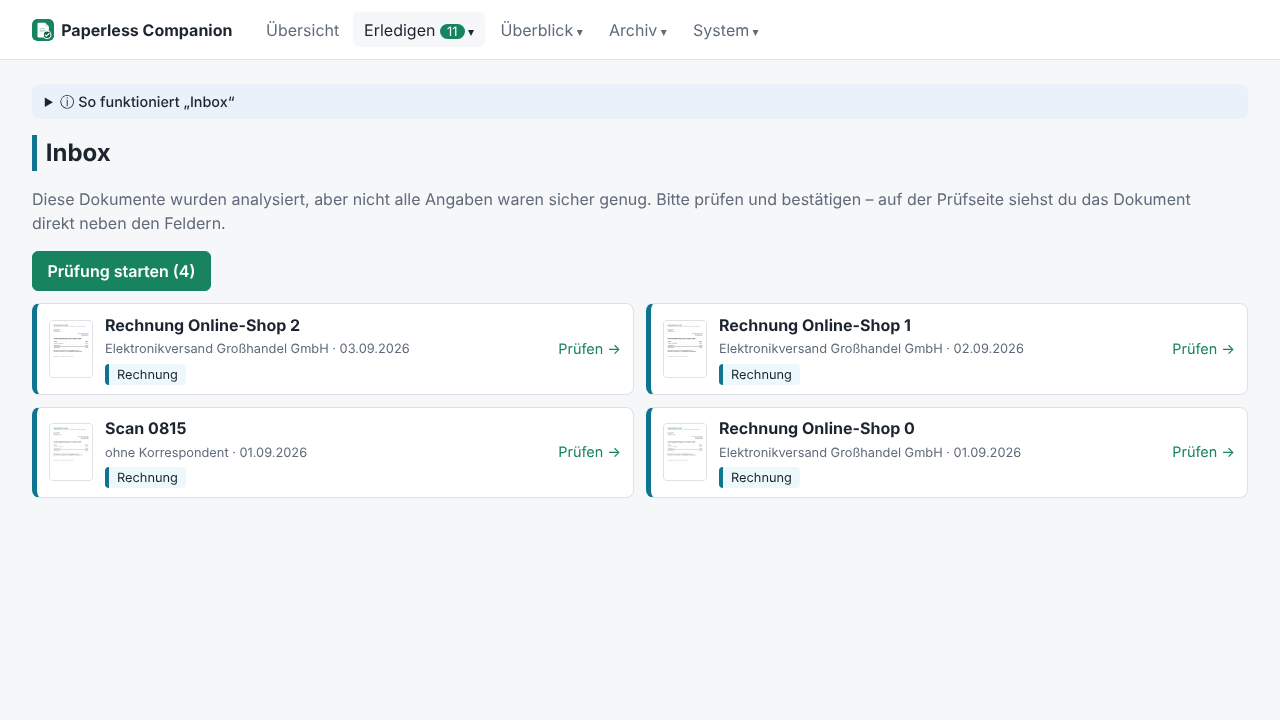 Paperless Companion
Übersicht
Erledigen 11 ▾
Überblick ▾
Archiv ▾
System ▾
▶ ⓘ So funktioniert „Inbox“
Inbox
Diese Dokumente wurden analysiert, aber nicht alle Angaben waren sicher genug. Bitte prüfen und bestätigen – auf der Prüfseite siehst du das Dokument
direkt neben den Feldern.
Prüfung starten (4)
Rechnung Online-Shop 2
Elektronikversand Großhandel GmbH · 03.09.2026
Rechnung
Prüfen →
Rechnung Online-Shop 1
Elektronikversand Großhandel GmbH · 02.09.2026
Rechnung
Prüfen →
Scan 0815
ohne Korrespondent · 01.09.2026
Rechnung
Prüfen →
Rechnung Online-Shop 0
Elektronikversand Großhandel GmbH · 01.09.2026
Rechnung
Prüfen →